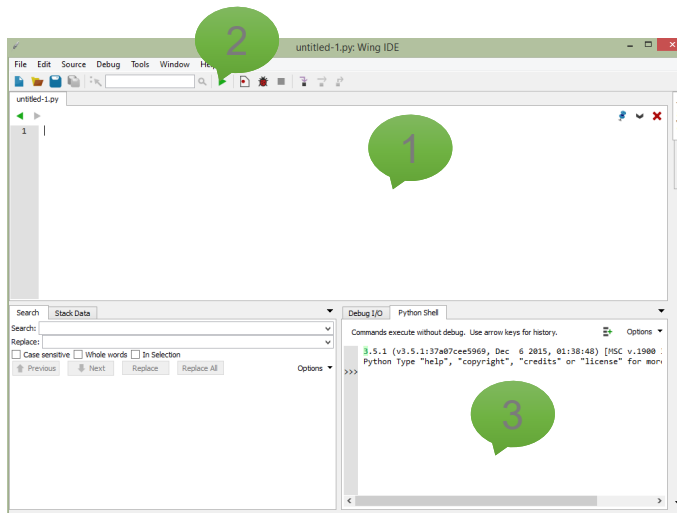 2
untitled-1.py: Wing IDE
File Edit Source Debug Tools Window
untitled-1.py
1
1
Search Stack Data
Debug I/O Python Shell
Search:
Commands execute without debug. Use arrow keys for history.
Options
Replace:
Case sensitive Whole words In Selection
Previous Next Replace Replace All Options
3.5.1 (v3.5.1:37a07cee5969, Dec 6 2015, 01:38:48) [MSC v.1900
Python Type "help", "copyright", "credits" or "license" for more
>>>
3